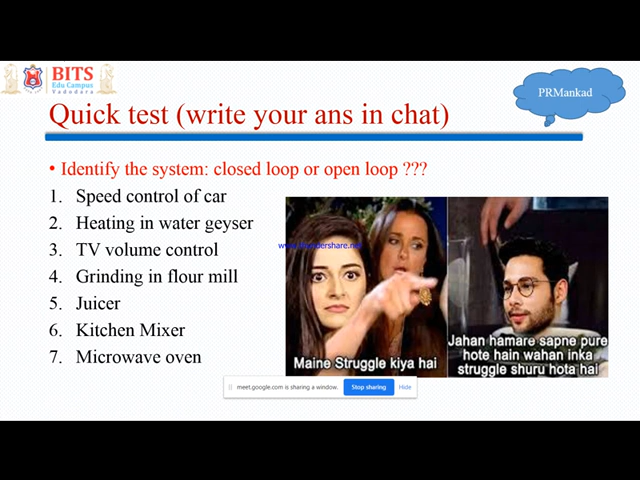 BITS
Edu Campus
Vadodara
PRMankad
Quick test (write your ans in chat)
• Identify the system: closed loop or open loop ???
1. Speed control of car
2. Heating in water geyser
3. TV volume control
4. Grinding in flour mill
5. Juicer
6. Kitchen Mixer
7. Microwave oven
Maine Struggle kiya hai
Jahan hamare sapne pure
hote hain wahan inka
struggle shuru hota hai
meet.google.com is sharing a window.
Stop sharing
Hide